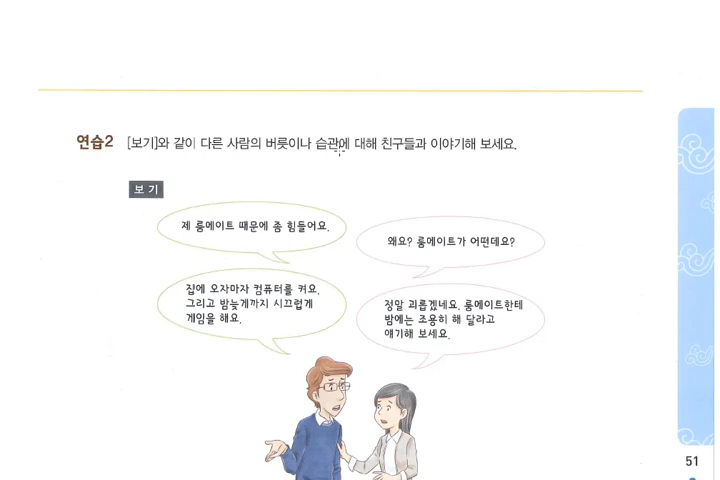 연습2 [보기]와 같이 다른 사람의 버릇이나 습관에 대해 친구들과 이야기해 보세요.
보 기
제 룸메이트 때문에 좀 힘들어요.
왜요? 룸메이트가 어떤데요?
집에 오자마자 컴퓨터를 켜요.
그리고 밤늦게까지 시끄럽게
게임을 해요.
정말 괴롭겠네요. 룸메이트한테
밤에는 조용히 해 달라고
얘기해 보세요.
51